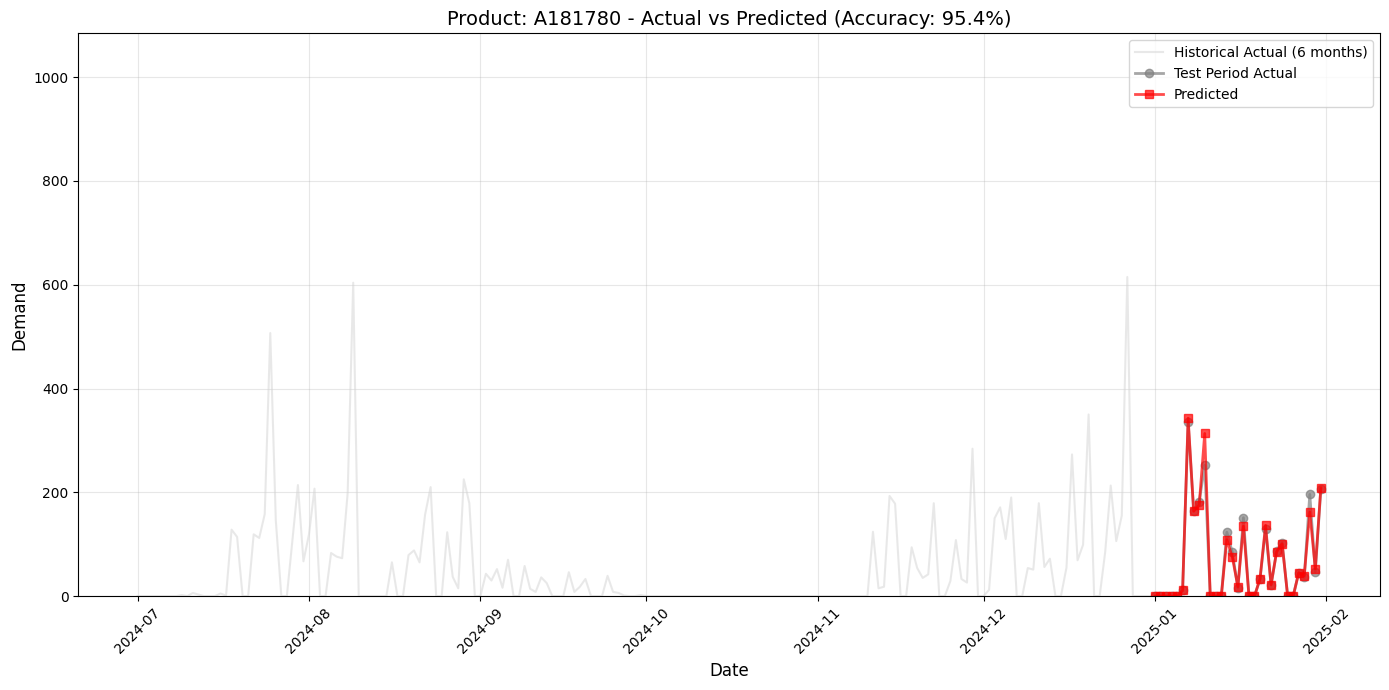 Product: A181780 - Actual vs Predicted (Accuracy: 95.4%)
Historical Actual (6 months)
Test Period Actual
Predicted
Demand
1000
800
600
400
200
0
2024-07
2024-08
2024-09
2024-10
2024-11
2024-12
2025-01
2025-02
Date